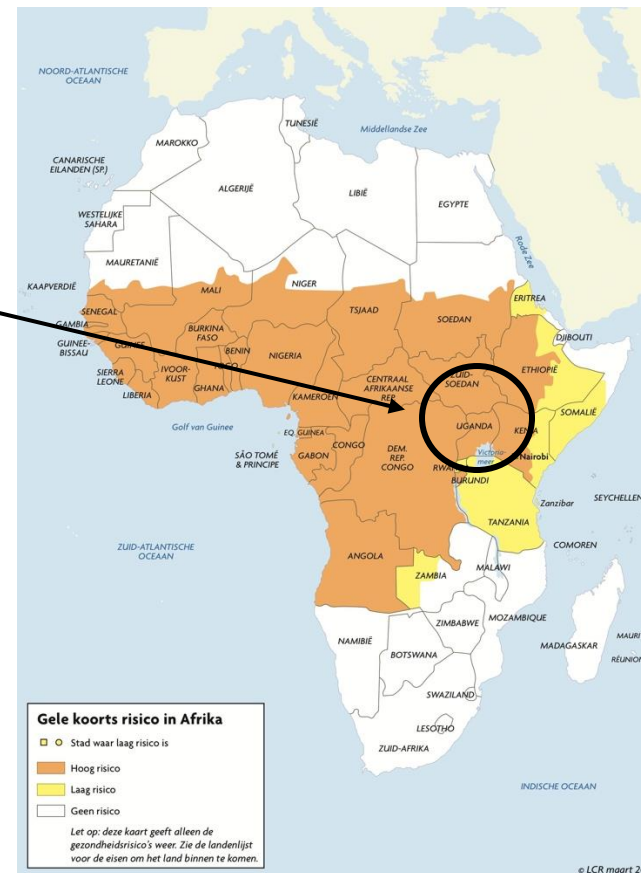 NOORD-ATLANTISCHE
OCEAAN
TUNESIË
Middellandse Zee
MAROKKO
CANARISCHE
EILANDEN (SP.)
ALGERIJE
LIBIË
EGYPTE
WESTELIJKE
SAHARA
Rode Zee
MAURETANIË
KAAPVERDIË
MALI
NIGER
TSJAAD
SOEDAN
ERITREA
SENEGAL
GAMBIA
GUINEE-
BISSAU
GUINEE
BURKINA
FASO
BENIN
TOGO
NIGERIA
DJIBOUTI
SIERRA
LEONE
IVOOR-
KUST
GHANA
LIBERIA
CENTRAAL
AFRIKAANSE
REP.
ZUID-
SOEDAN
ETHIOPIË
SOMALIË
KAMEROEN
Golf van Guinee
EQ. GUINEA
UGANDA
KENIA
SÃO TOMÉ
& PRINCIPE
GABON
CONGO
DEM.
REP.
CONGO
Victoria-
meer
Nairobi
RWANDA
BURUNDI
Zanzibar
SEYCHELLEN
TANZANIA
ZUID-ATLANTISCHE
OCEAAN
COMOREN
ANGOLA
ZAMBIA
MALAWI
MOZAMBIQUE
ZIMBABWE
NAMIBIË
BOTSWANA
MADAGASKAR
MAURI
RÉUNION
SWAZILAND
LESOTHO
ZUID-AFRIKA
INDISCHE OCEAAN
Gele koorts risico in Afrika
Stad waar laag risico is
Hoog risico
Laag risico
Geen risico
Let op: deze kaart geeft alleen de
gezondheidsrisico's weer. Zie de landenlijst
voor de eisen om het land binnen te komen.
© LCR maart 20